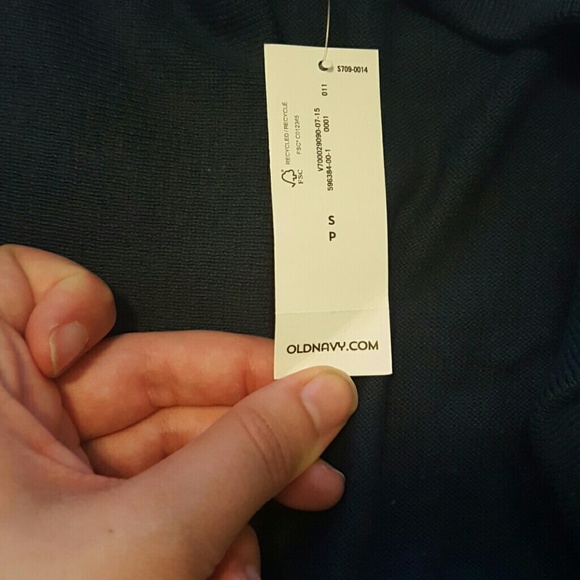 S709-0014
011
RECYCLED / RECYCLE
FSC® C012345
FSC
V700029090-07-15
596384-00-1 0001
S
P
OLDNAVY.COM